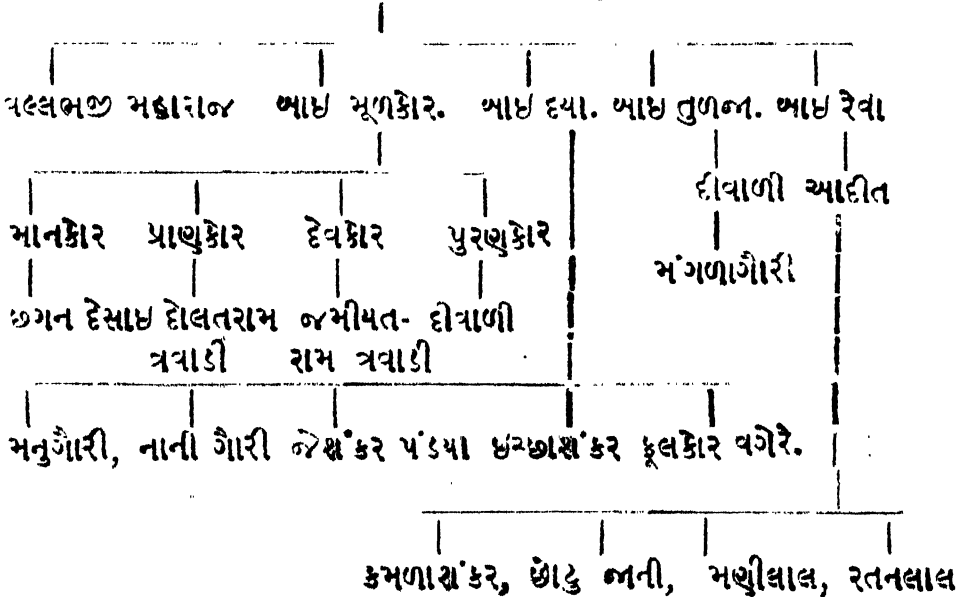 વલ્લભજી મહારાજ બાઇ મૂળકોર. બાઇ દયા. બાઇ તુળજા. બાઇ રેવા
દીવાળી આદીત
માનકોર પ્રાણકોર દેવકોર પુરણકોર
મંગળાગૌરી
છગન દેસાઇ દોલતરામ જમીયત- દીવાળી
ત્રવાડી રામ ત્રવાડી
મનુગૌરી, નાની ગૌરી જેશંકર પંડયા ઇચ્છાશંકર ફૂલકોર વગેરે.
કમળાશંકર, છોટુ જાની, મણીલાલ, રતનલાલ